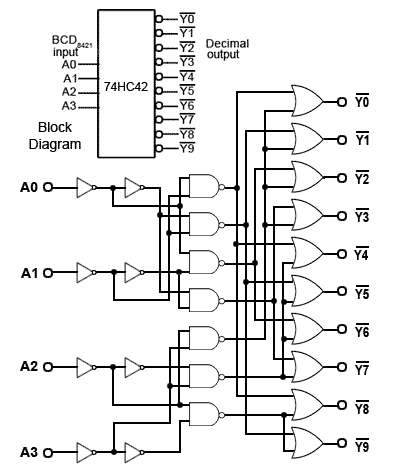 BCD8421
input
A0
A1
A2
A3
74HC42
Y0
Y1
Y2
Y3
Y4
Y5
Y6
Y7
Y8
Y9
Decimal
output
Block
Diagram
A0
A1
A2
A3
Y0
Y1
Y2
Y3
Y4
Y5
Y6
Y7
Y8
Y9